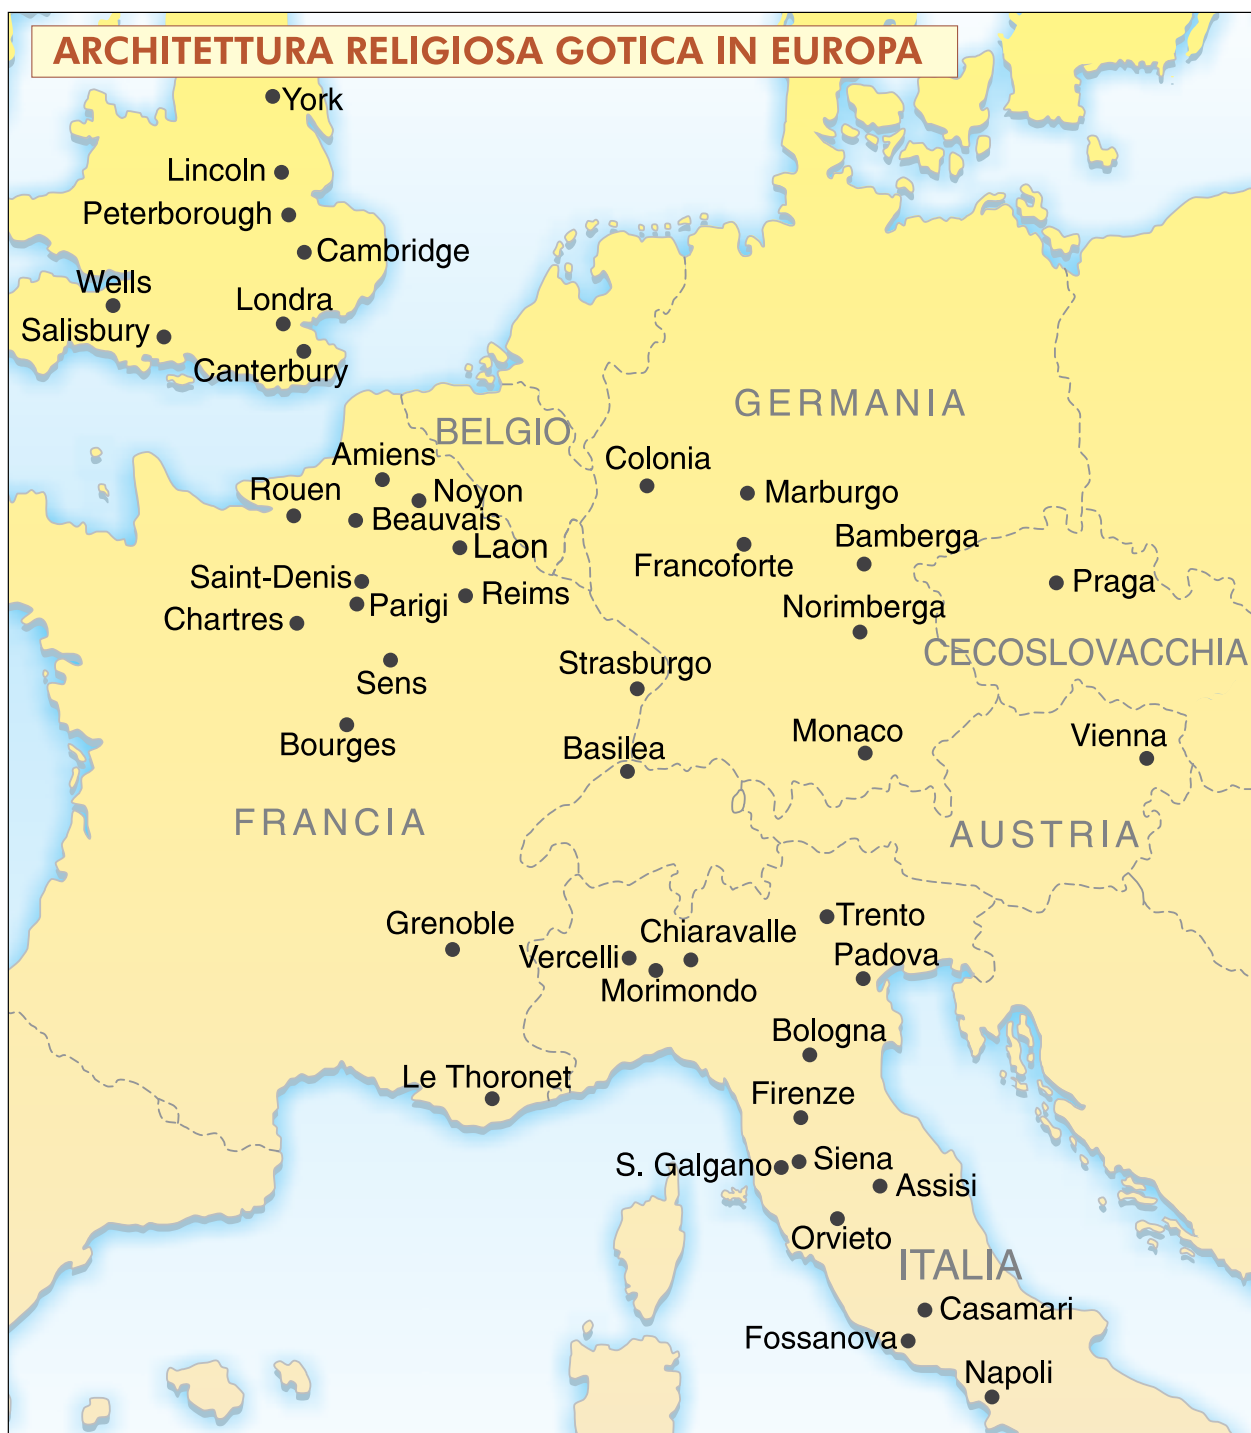 ARCHITETTURA RELIGIOSA GOTICA IN EUROPA
York
Lincoln
Peterborough
Cambridge
Wells
Londra
Salisbury
Canterbury
GERMANIA
BELGIO
Amiens
Colonia
Rouen
Noyon
Marburgo
Beauvais
Laon
Bamberga
Francoforte
Saint-Denis
Praga
Reims
Parigi
Norimberga
Chartres
CECOSLOVACCHIA
Strasburgo
Sens
Monaco
Vienna
Bourges
Basilea
FRANCIA
AUSTRIA
Trento
Grenoble
Chiaravalle
Vercelli
Padova
Morimondo
Bologna
Le Thoronet
Firenze
Siena
S. Galgano
Assisi
Orvieto
ITALIA
Casamari
Fossanova
Napoli